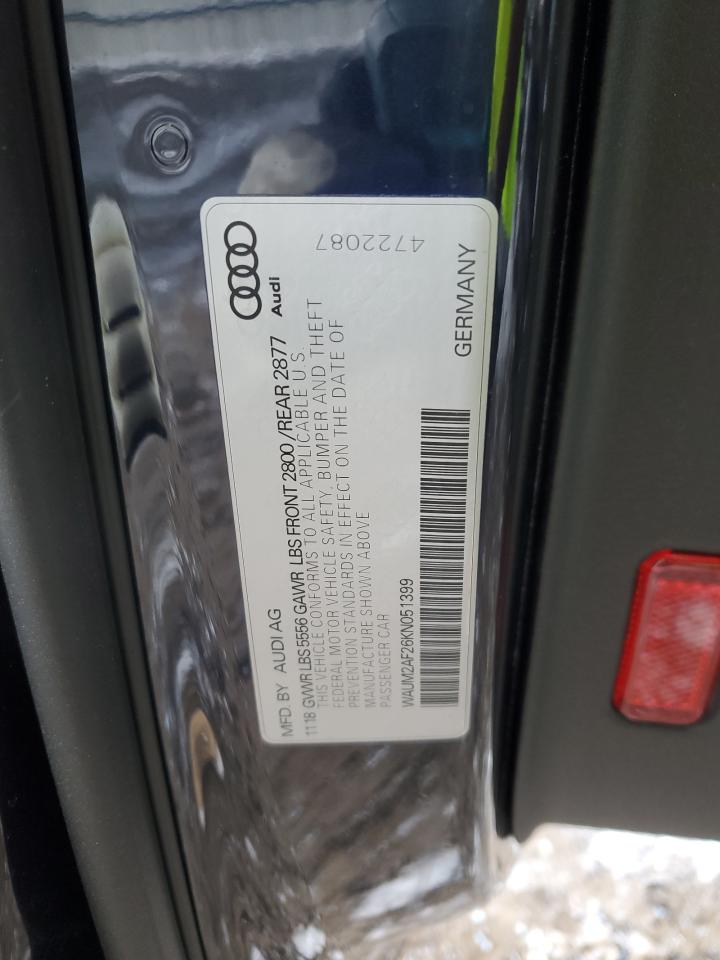 MFD. BY AUDI AG
Audi
11 18 GVWR LBS 5556 GAWR LBS FRONT 2800 / REAR 2877
THIS VEHICLE CONFORMS TO ALL APPLICABLE U.S.
FEDERAL MOTOR VEHICLE SAFETY, BUMPER AND THEFT
PREVENTION STANDARDS IN EFFECT ON THE DATE OF
MANUFACTURE SHOWN ABOVE
4722087
PASSENGER CAR
WAUM2AF26KN051399
GERMANY